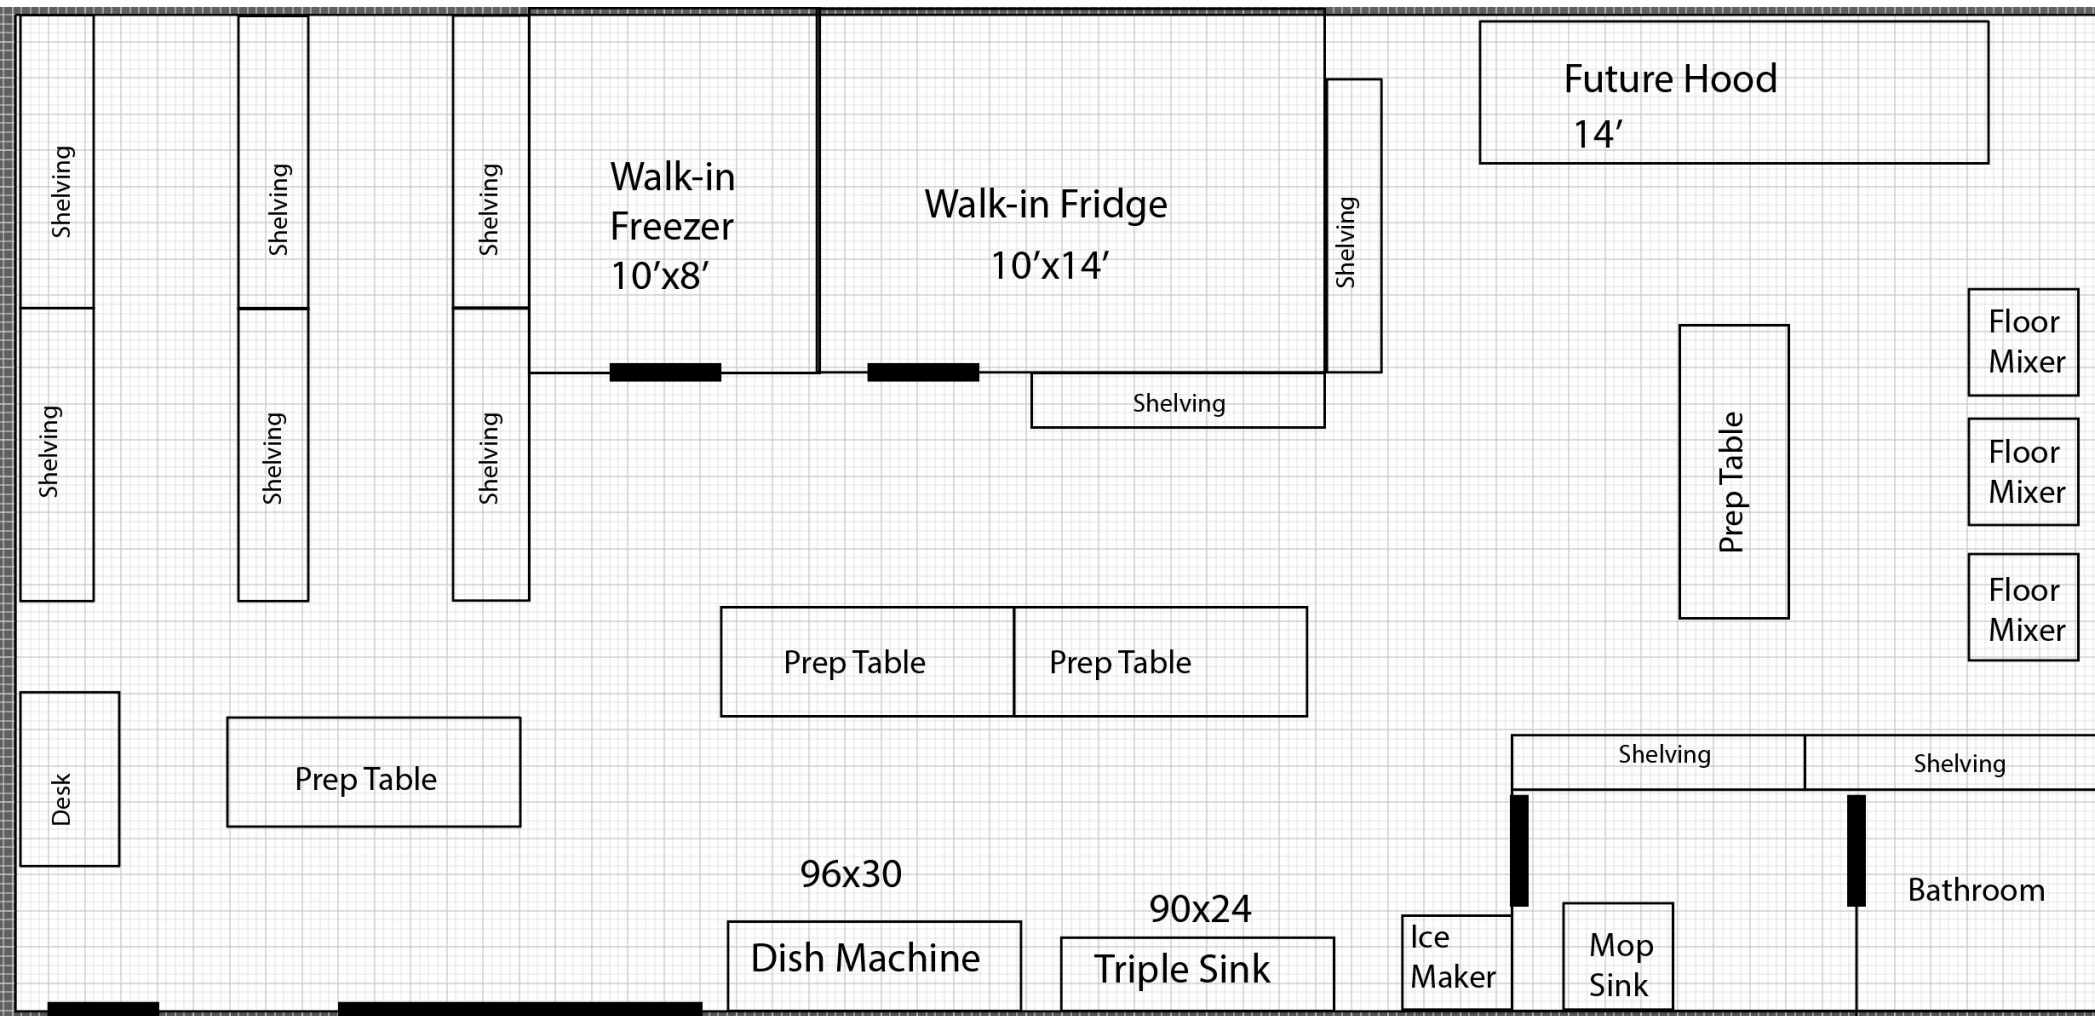 Shelving
Shelving
Shelving
Walk-in
Freezer
10’x8’
Walk-in Fridge
10’x14’
Shelving
Future Hood
14’
Shelving
Shelving
Shelving
Shelving
Prep Table
Floor
Mixer
Floor
Mixer
Floor
Mixer
Prep Table
Prep Table
Desk
Prep Table
Shelving
Shelving
96x30
Dish Machine
90x24
Triple Sink
Ice
Maker
Mop
Sink
Bathroom